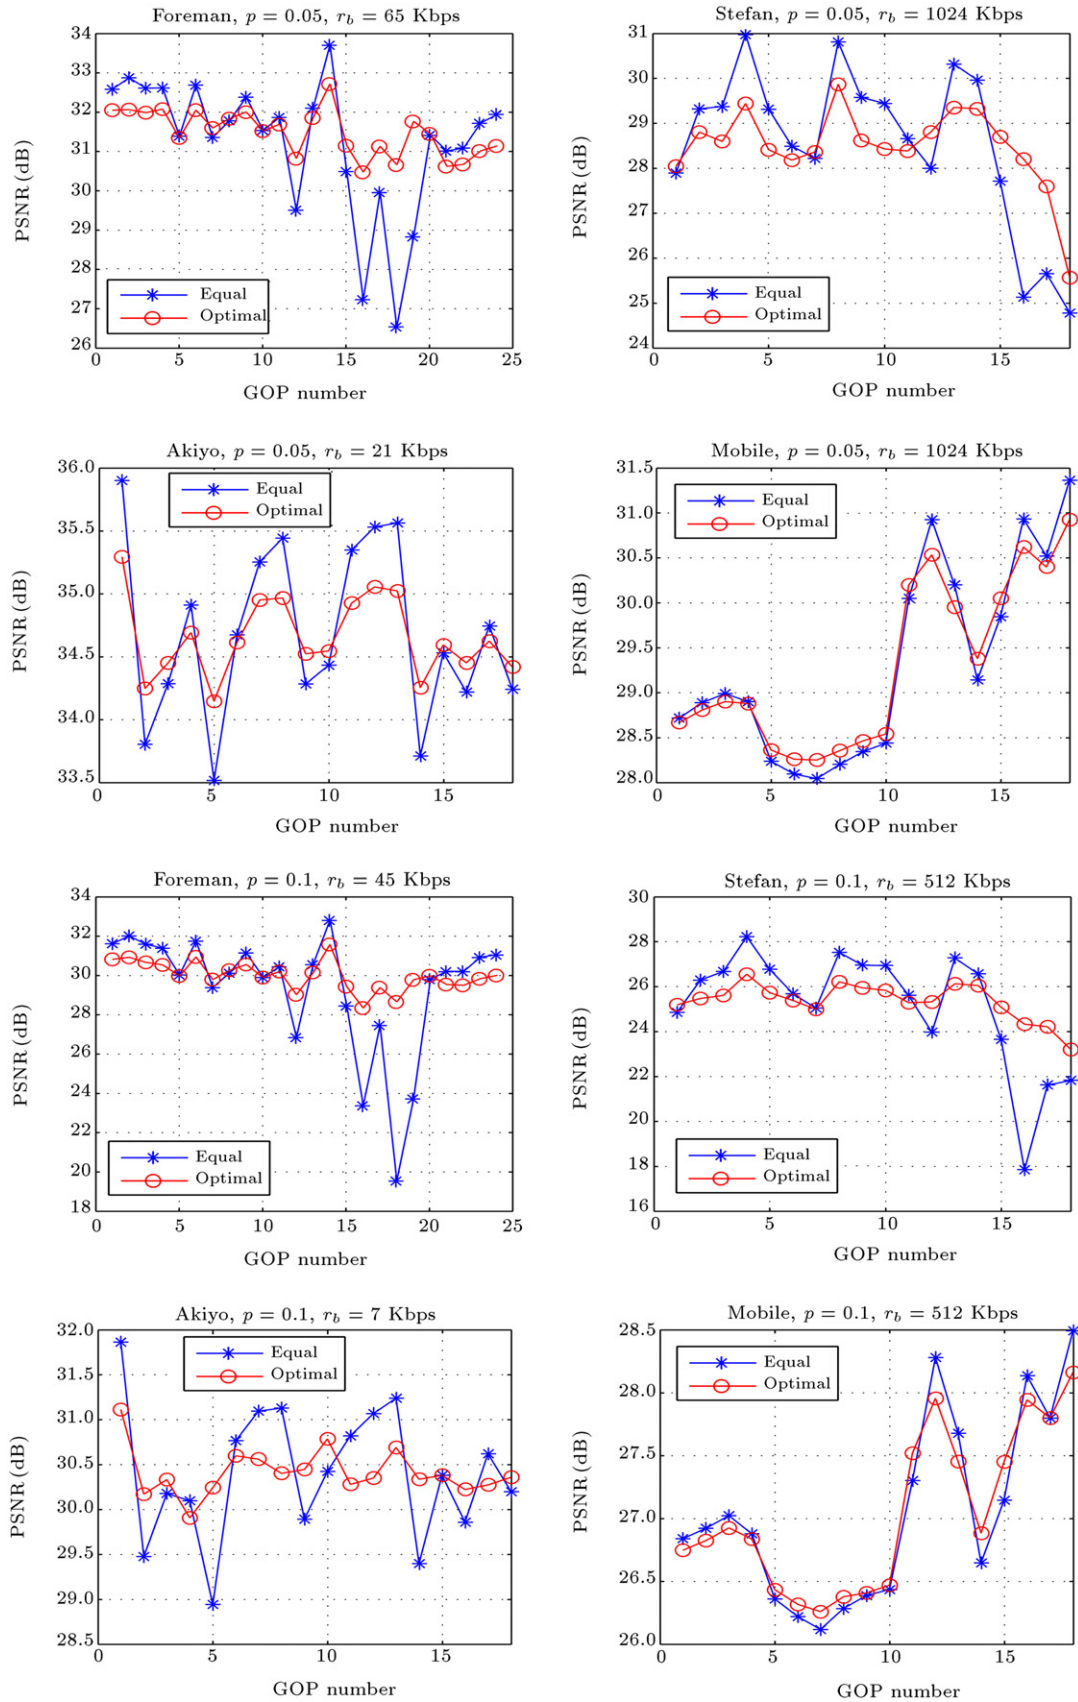 Foreman, p = 0.05, r_b = 65 Kbps
34
33
32
31
30
29
28
27
26
PSNR (dB)
Equal
Optimal
0 5 10 15 20 25
GOP number
Stefan, p = 0.05, r_b = 1024 Kbps
31
30
29
28
27
26
25
24
PSNR (dB)
Equal
Optimal
0 5 10 15
GOP number
Akiyo, p = 0.05, r_b = 21 Kbps
36.0
35.5
35.0
34.5
34.0
33.5
PSNR (dB)
Equal
Optimal
0 5 10 15
GOP number
Mobile, p = 0.05, r_b = 1024 Kbps
31.5
31.0
30.5
30.0
29.5
29.0
28.5
28.0
PSNR (dB)
Equal
Optimal
0 5 10 15
GOP number
Foreman, p = 0.1, r_b = 45 Kbps
34
32
30
28
26
24
22
20
18
PSNR (dB)
Equal
Optimal
0 5 10 15 20 25
GOP number
Stefan, p = 0.1, r_b = 512 Kbps
30
28
26
24
22
20
18
16
PSNR (dB)
Equal
Optimal
0 5 10 15
GOP number
Akiyo, p = 0.1, r_b = 7 Kbps
32.0
31.5
31.0
30.5
30.0
29.5
29.0
28.5
PSNR (dB)
Equal
Optimal
0 5 10 15
GOP number
Mobile, p = 0.1, r_b = 512 Kbps
28.5
28.0
27.5
27.0
26.5
26.0
PSNR (dB)
Equal
Optimal
0 5 10 15
GOP number